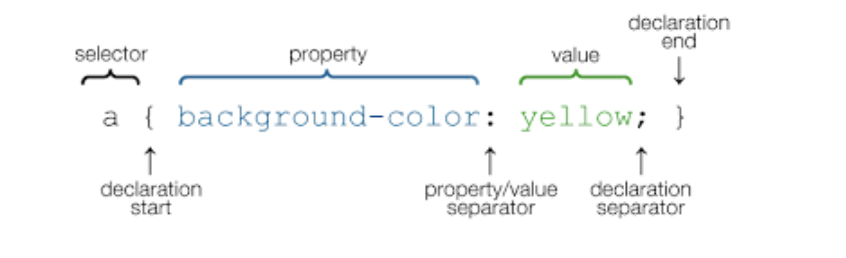 declaration
end
selector
property
value
a { background-color: yellow; }
declaration
start
property/value
separator
declaration
separator